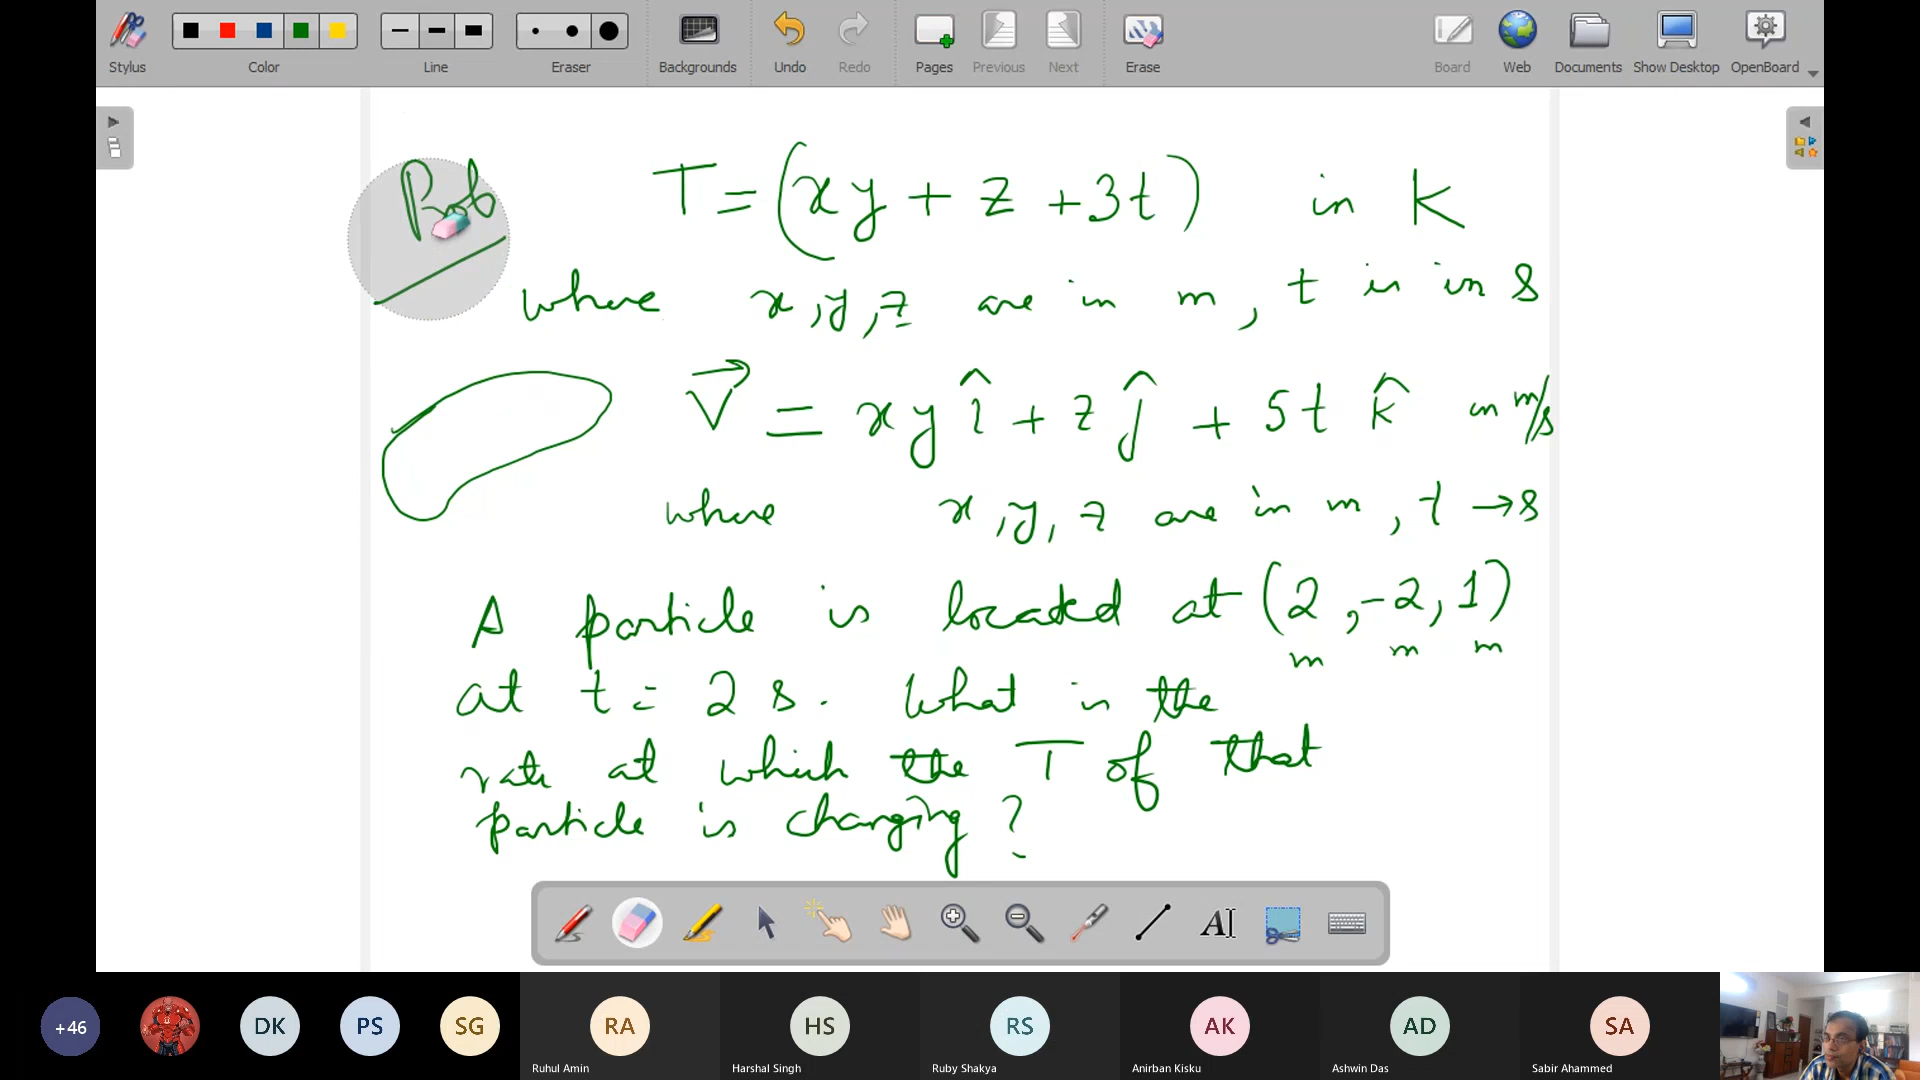 Stylus Color Line Eraser Backgrounds Undo Redo Pages Previous Next Erase Board Web Documents Show Desktop OpenBoard
Prob T = (xy + z + 3t) in K
where x, y, z are in m, t is in s
V = xy î + z ĵ + 5t k̂ in m/s
where x, y, z are in m, t → s
A particle is located at (2, -2, 1)
m m m
at t = 2 s. What is the
rate at which the T of that
particle is changing?
AI
+46 DK PS SG RA HS RS AK AD SA
Ruhul Amin Harshal Singh Ruby Shakya Anirban Kisku Ashwin Das Sabir Ahammed